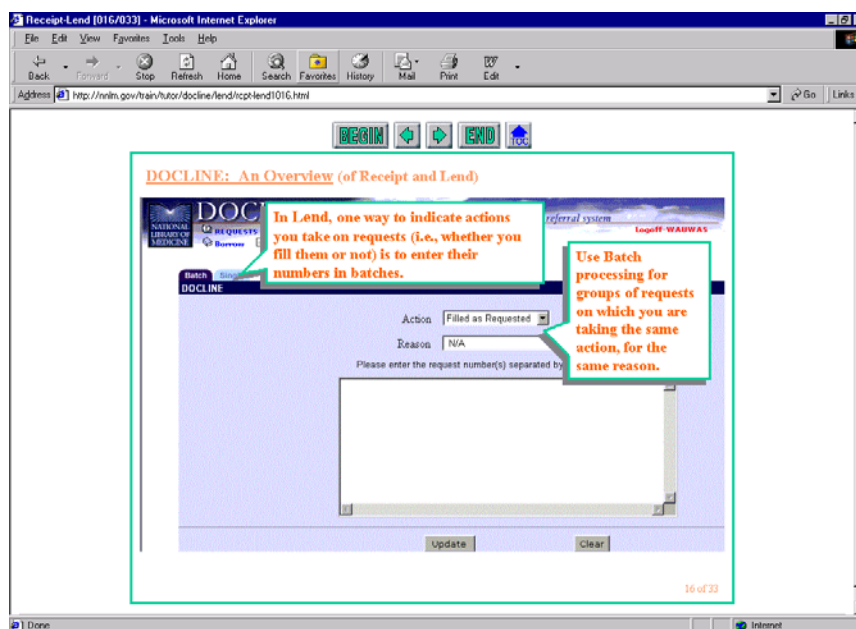 Receipt-Lend [016/033] - Microsoft Internet Explorer
File Edit View Favorites Tools Help
Back Forward Stop Refresh Home Search Favorites History Mail Print Edit
Address http://nnlm.gov/train/tutor/docline/lend/rcpt-lend1016.html Go Links
BEGIN END TOC
DOCLINE: An Overview (of Receipt and Lend)
NATIONAL
LIBRARY OF
MEDICINE
DOC
REQUESTS
Borrow
referral system
Logoff-WAUWAS
In Lend, one way to indicate actions
you take on requests (i.e., whether you
fill them or not) is to enter their
numbers in batches.
Use Batch
processing for
groups of requests
on which you are
taking the same
action, for the
same reason.
Batch
DOCLINE
Action Filled as Requested
Reason N/A
Please enter the request number(s) separated by
Update Clear
16 of 33
Done Internet